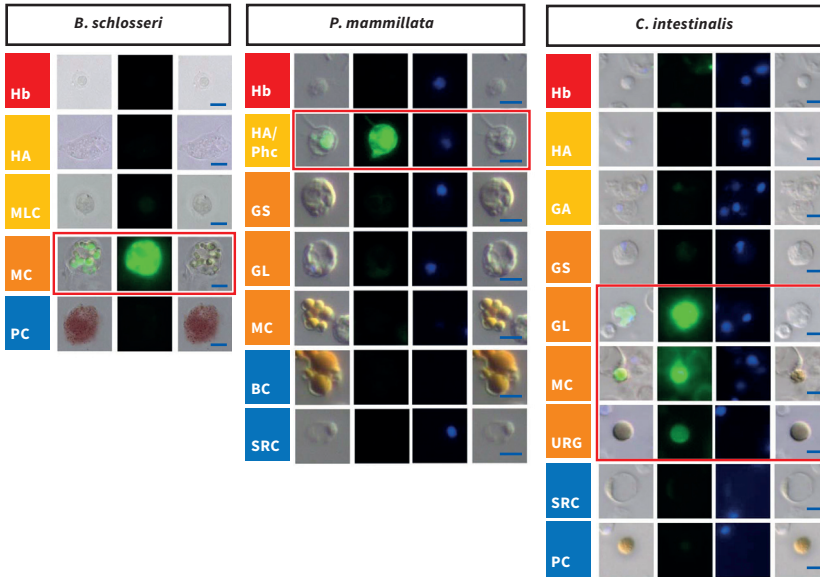 B. schlosseri
Hb
HA
MLC
MC
PC
P. mammillata
Hb
HA/
Phc
GS
GL
MC
BC
SRC
C. intestinalis
Hb
HA
GA
GS
GL
MC
URG
SRC
PC